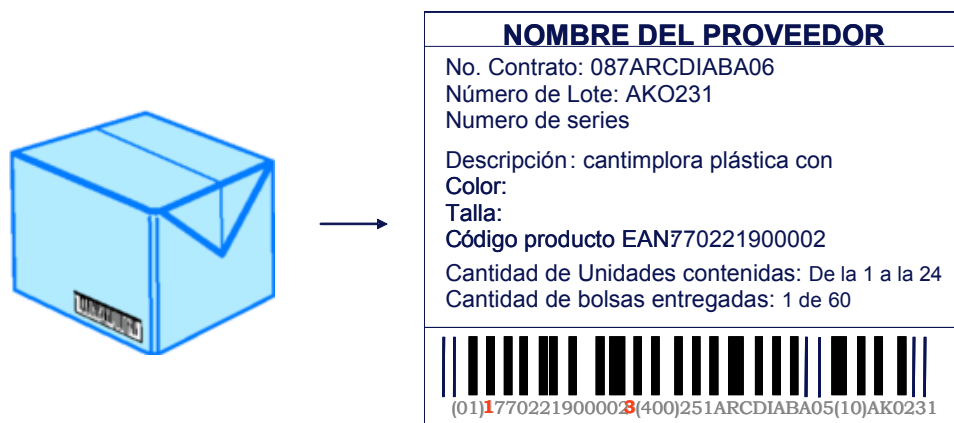 NOMBRE DEL PROVEEDOR
No. Contrato: 087ARCDIABA06
Número de Lote: AKO231
Numero de series
Descripción: cantimplora plástica con
Color:
Talla:
Código producto EAN770221900002
Cantidad de Unidades contenidas: De la 1 a la 24
Cantidad de bolsas entregadas: 1 de 60
(01)17702219000023(400)251ARCDIABA05(10)AK0231